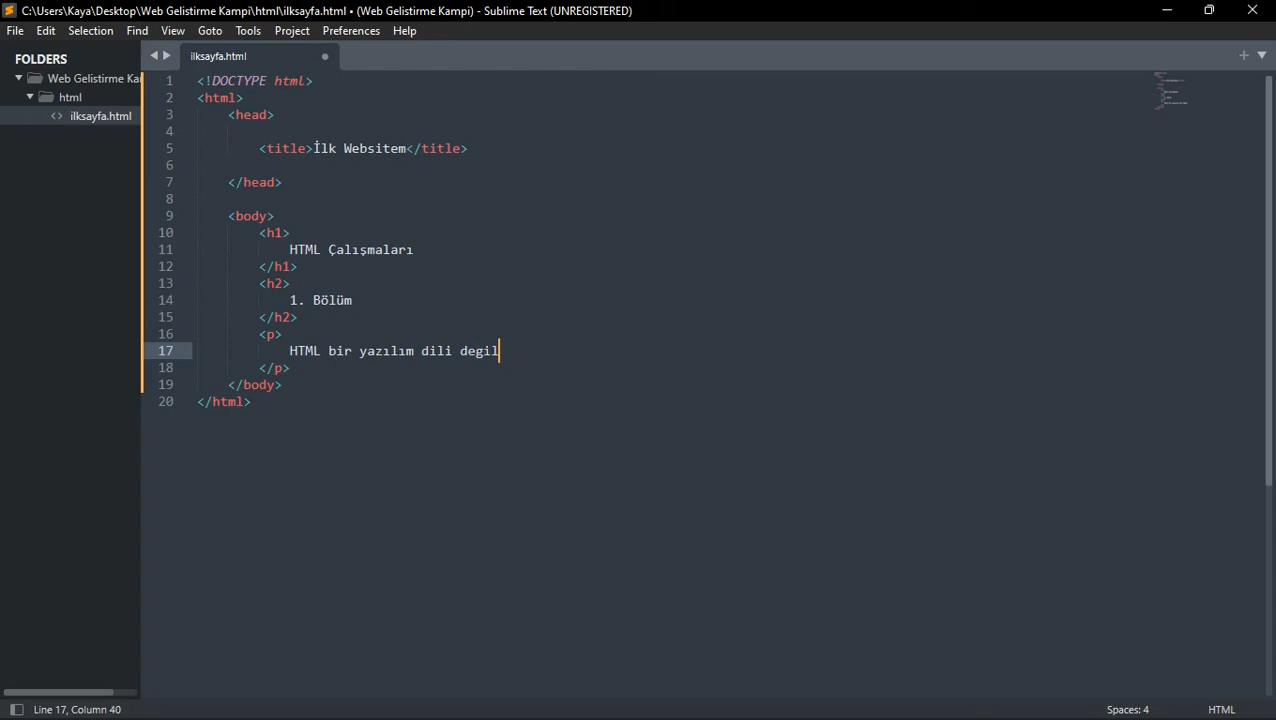 C:\Users\Kaya\Desktop\Web Gelistirme Kampi\html\ilksayfa.html • (Web Gelistirme Kampi) - Sublime Text (UNREGISTERED)
File Edit Selection Find View Goto Tools Project Preferences Help
FOLDERS
Web Gelistirme Ka
html
ilksayfa.html
ilksayfa.html
1 <!DOCTYPE html>
2 <html>
3 <head>
4
5 <title>İlk Websitem</title>
6
7 </head>
8
9 <body>
10 <h1>
11 HTML Çalışmaları
12 </h1>
13 <h2>
14 1. Bölüm
15 </h2>
16 <p>
17 HTML bir yazılım dili degil
18 </p>
19 </body>
20 </html>
Line 17, Column 40 Spaces: 4 HTML